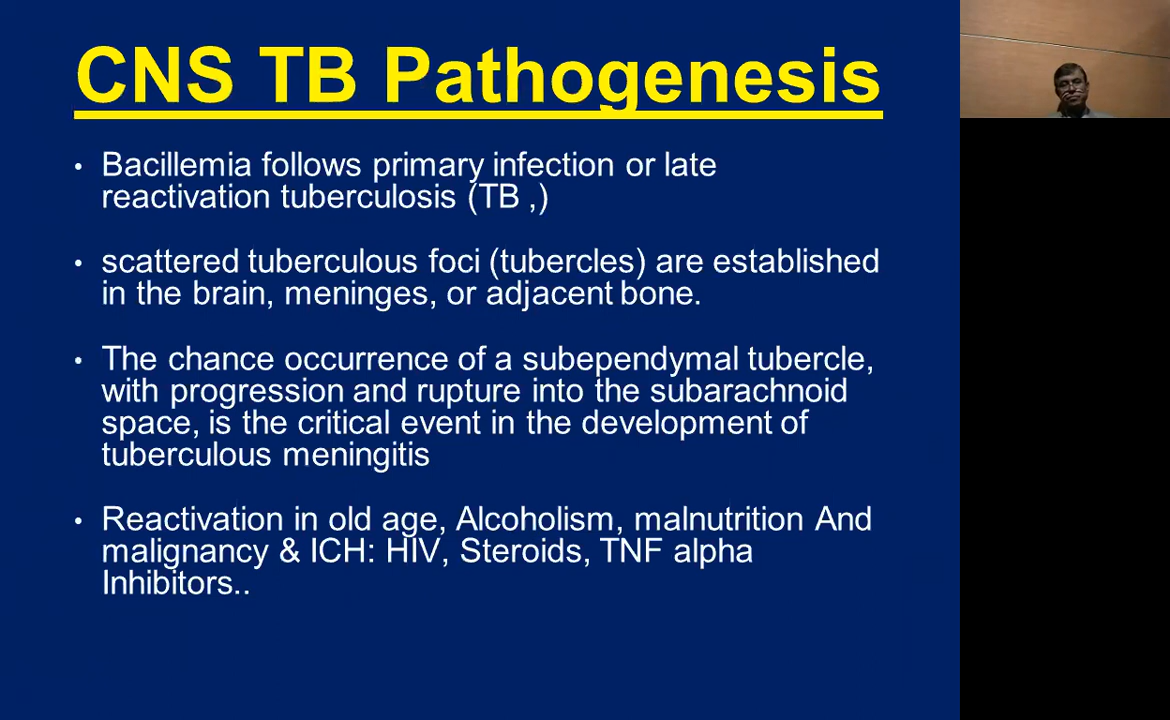 CNS TB Pathogenesis
• Bacillemia follows primary infection or late
reactivation tuberculosis (TB ,)
• scattered tuberculous foci (tubercles) are established
in the brain, meninges, or adjacent bone.
• The chance occurrence of a subependymal tubercle,
with progression and rupture into the subarachnoid
space, is the critical event in the development of
tuberculous meningitis
• Reactivation in old age, Alcoholism, malnutrition And
malignancy & ICH: HIV, Steroids, TNF alpha
Inhibitors..